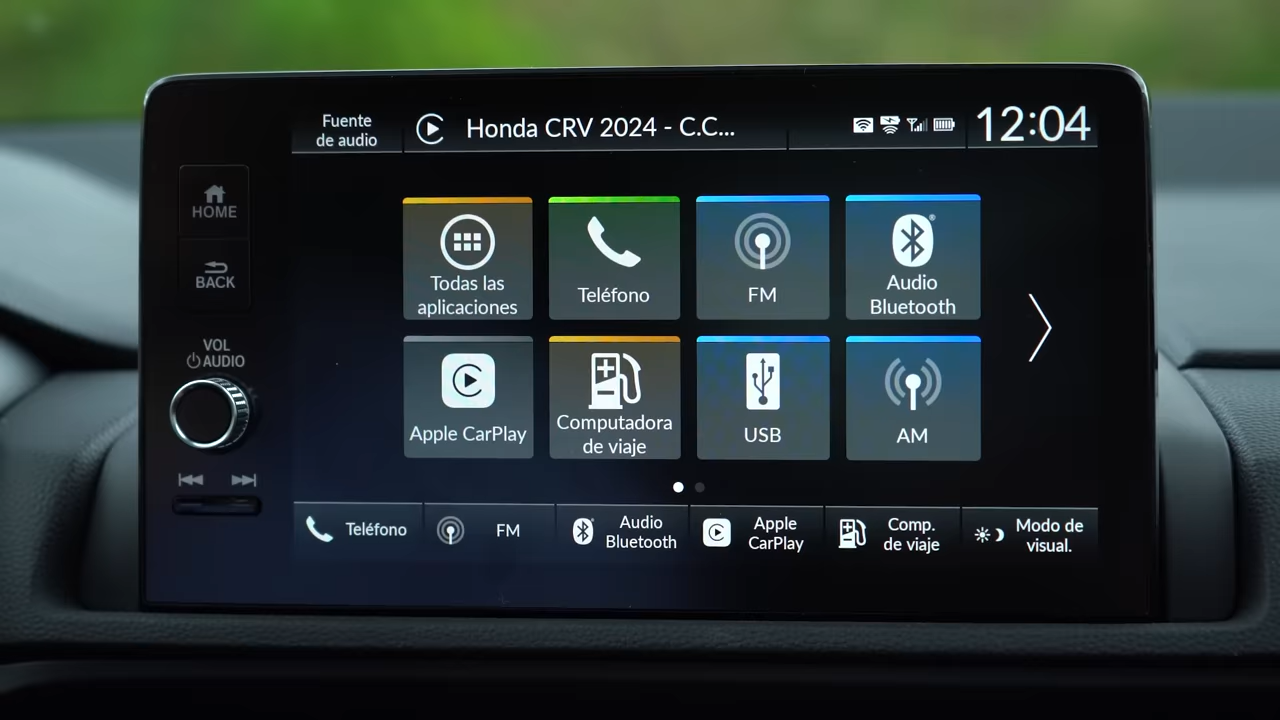 Fuente
de audio
Honda CRV 2024 - C.C...
12:04
HOME
BACK
VOL
AUDIO
Todas las
aplicaciones
Teléfono
FM
Audio
Bluetooth
Apple CarPlay
Computadora
de viaje
USB
AM
Teléfono
FM
Audio
Bluetooth
Apple
CarPlay
Comp.
de viaje
Modo de
visual.